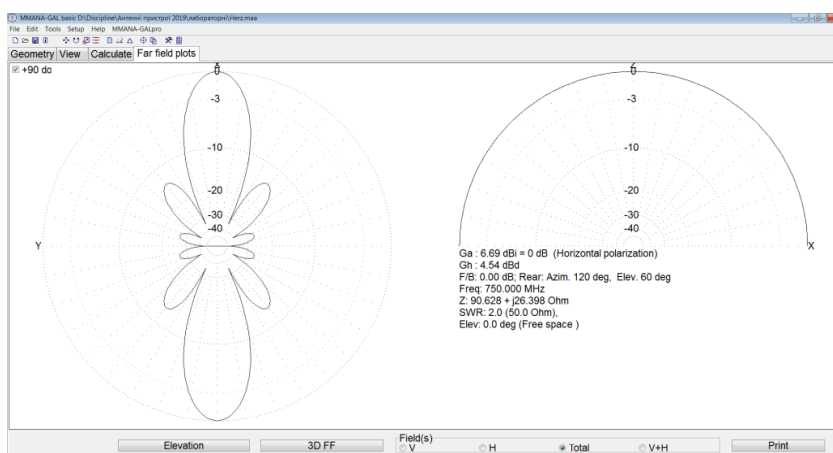 MMANA-GAL basic D:\Discipline\Антенні пристрої 2019\лабораторні\Herz.maa
File Edit Tools Setup Help MMANA-GALpro
Geometry View Calculate Far field plots
+90 do
X
0
-3
-10
-20
-30
-40
Y
Z
0
-3
-10
-20
-30
-40
X
Ga : 6.69 dBi = 0 dB (Horizontal polarization)
Gh : 4.54 dBd
F/B: 0.00 dB; Rear: Azim. 120 deg, Elev. 60 deg
Freq: 750.000 MHz
Z: 90.628 + j26.398 Ohm
SWR: 2.0 (50.0 Ohm),
Elev: 0.0 deg (Free space )
Field(s)
Elevation 3D FF V H Total V+H Print